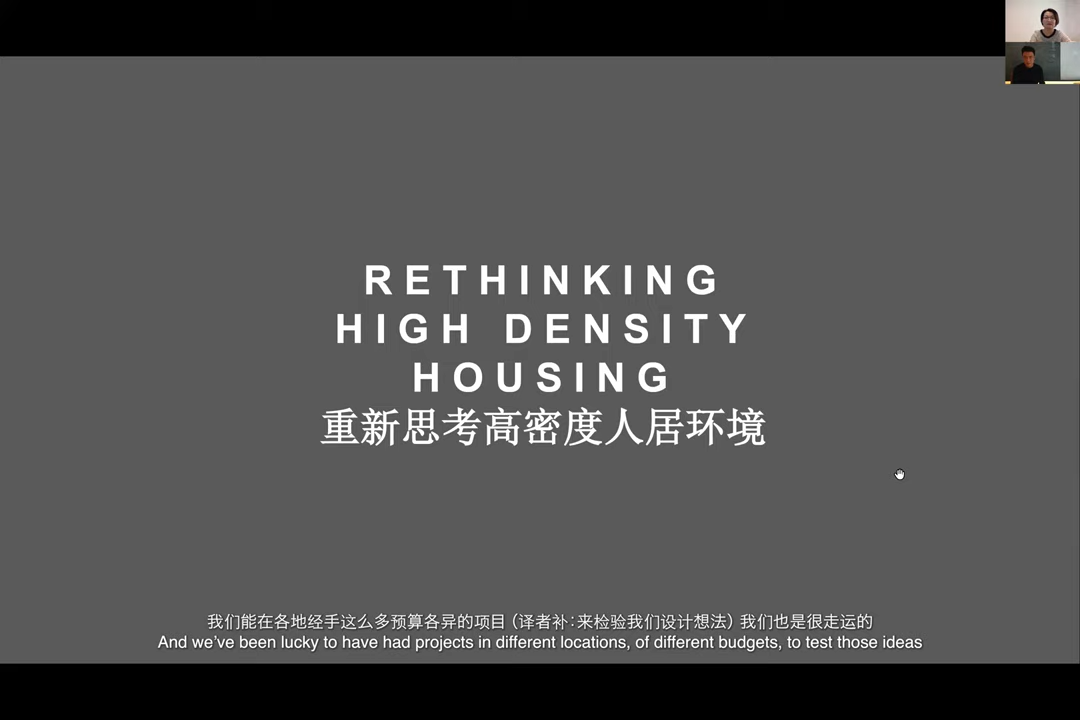 RETHINKING
HIGH DENSITY
HOUSING
重新思考高密度人居环境
我们能在各地经手这么多预算各异的项目（译者补：来检验我们设计想法）我们也是很走运的
And we've been lucky to have had projects in different locations, of different budgets, to test those ideas